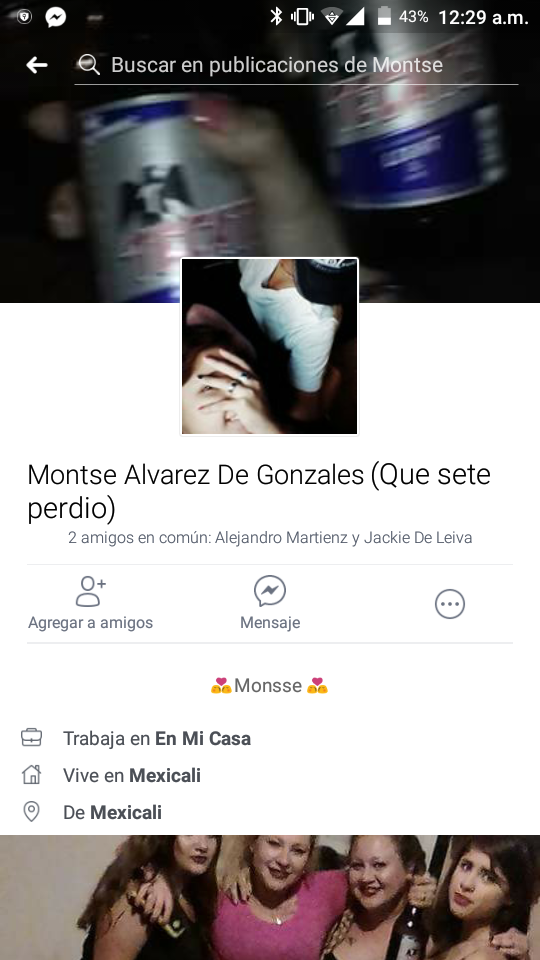 43% 12:29 a.m.
Buscar en publicaciones de Montse
Montse Alvarez De Gonzales (Que sete
perdio)
2 amigos en común: Alejandro Martienz y Jackie De Leiva
Agregar a amigos
Mensaje
Monsse
Trabaja en En Mi Casa
Vive en Mexicali
De Mexicali